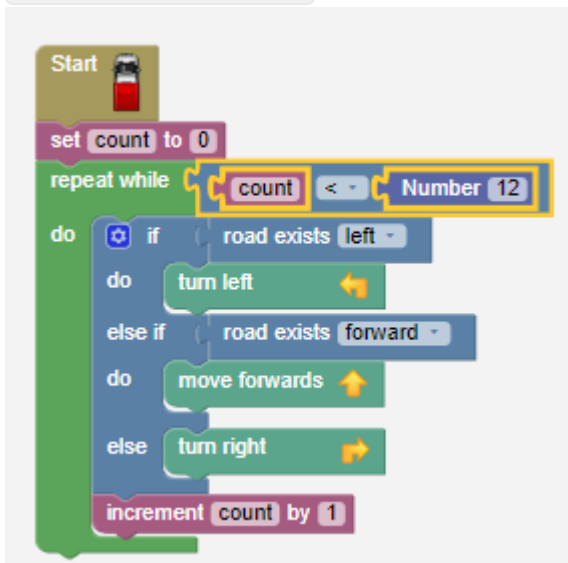 Start
set count to 0
repeat while count < Number 12
do if road exists left
do turn left
else if road exists forward
do move forwards
else turn right
increment count by 1